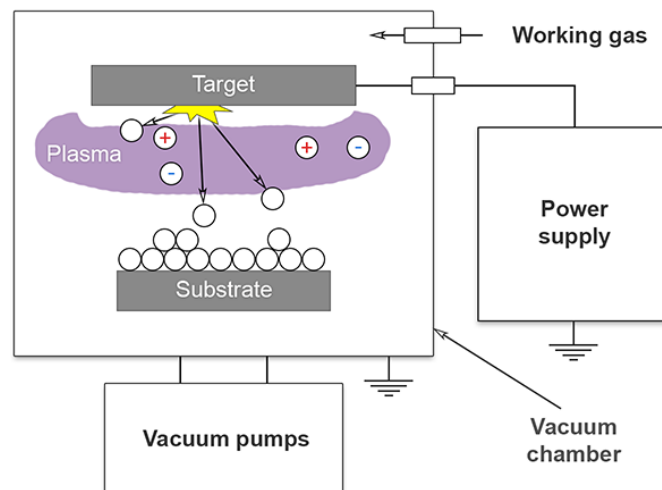 Working gas
Target
Plasma
+
+
-
-
Power
supply
Substrate
Vacuum pumps
Vacuum
chamber